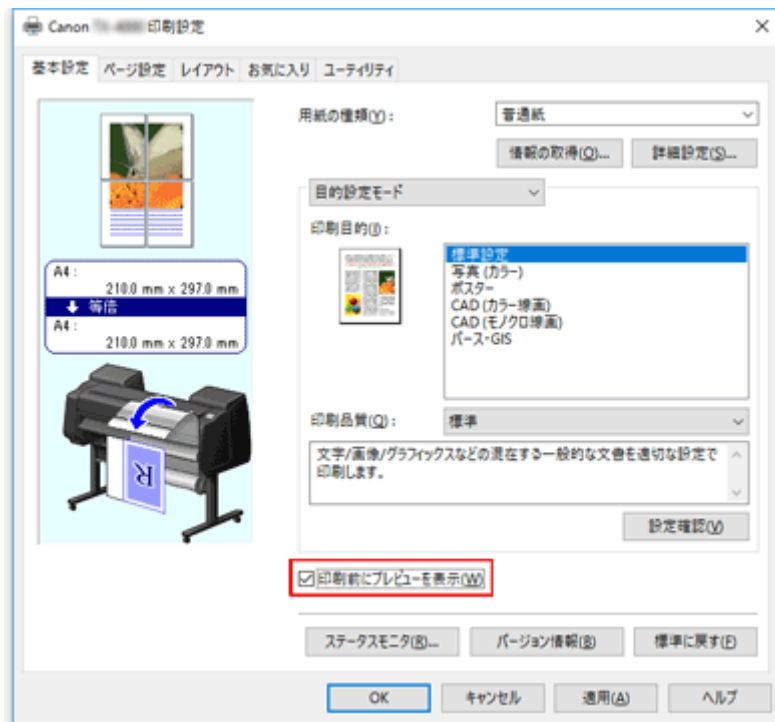 Canon 印刷設定
基本設定 ページ設定 レイアウト お気に入り ユーティリティ
用紙の種類(Y): 普通紙
情報の取得(O)... 詳細設定(S)...
目的設定モード
印刷目的(I):
標準設定
写真 (カラー)
ポスター
CAD (カラー線画)
CAD (モノクロ線画)
パース・GIS
A4 :
210.0 mm x 297.0 mm
等倍
A4 :
210.0 mm x 297.0 mm
R
印刷品質(Q): 標準
文字/画像/グラフィックスなどの混在する一般的な文書を適切な設定で
印刷します。
設定確認(V)
印刷前にプレビューを表示(W)
ステータスモニタ(R)... バージョン情報(B) 標準に戻す(F)
OK キャンセル 適用(A) ヘルプ